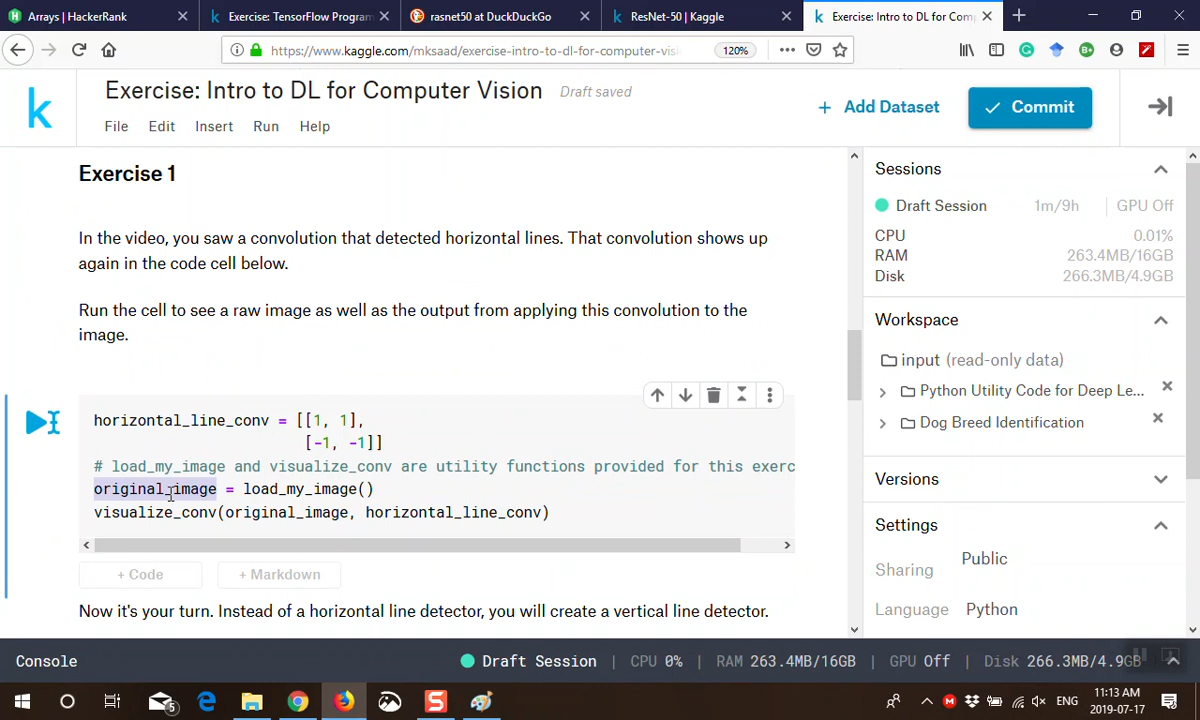 Arrays | HackerRank
Exercise: TensorFlow Program
rasnet50 at DuckDuckGo
ResNet-50 | Kaggle
Exercise: Intro to DL for Com
https://www.kaggle.com/mksaad/exercise-intro-to-dl-for-computer-vis
120%
k
Exercise: Intro to DL for Computer Vision
Draft saved
File Edit Insert Run Help
+ Add Dataset
Commit
Exercise 1
In the video, you saw a convolution that detected horizontal lines. That convolution shows up
again in the code cell below.
Run the cell to see a raw image as well as the output from applying this convolution to the
image.
horizontal_line_conv = [[1, 1],
[-1, -1]]
# load_my_image and visualize_conv are utility functions provided for this exerc
original_image = load_my_image()
visualize_conv(original_image, horizontal_line_conv)
+ Code
+ Markdown
Now it's your turn. Instead of a horizontal line detector, you will create a vertical line detector.
Sessions
Draft Session 1m/9h GPU Off
CPU 0.01%
RAM 263.4MB/16GB
Disk 266.3MB/4.9GB
Workspace
input (read-only data)
Python Utility Code for Deep Le...
Dog Breed Identification
Versions
Settings
Sharing Public
Language Python
Console
Draft Session | CPU 0% | RAM 263.4MB/16GB | GPU Off | Disk 266.3MB/4.9GB
5
ENG
11:13 AM
2019-07-17